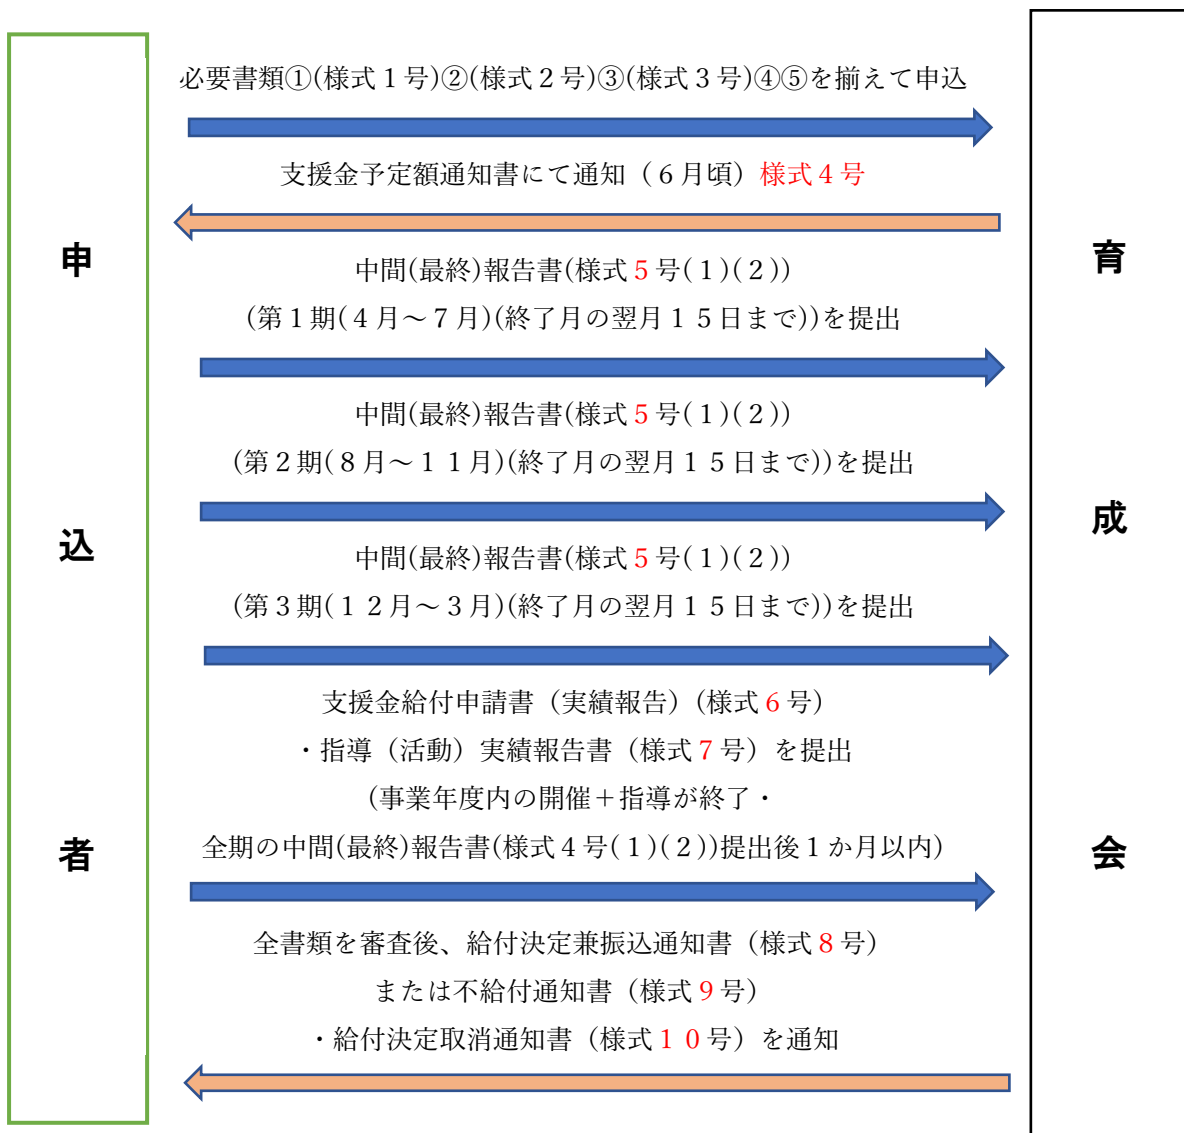 必要書類①(様式１号)②(様式２号)③(様式３号)④⑤を揃えて申込
支援金予定額通知書にて通知（６月頃）様式４号
中間(最終)報告書(様式５号(１)(２))
(第１期(４月～７月)(終了月の翌月１５日まで))を提出
中間(最終)報告書(様式５号(１)(２))
(第２期(８月～１１月)(終了月の翌月１５日まで))を提出
中間(最終)報告書(様式５号(１)(２))
(第３期(１２月～３月)(終了月の翌月１５日まで))を提出
支援金給付申請書（実績報告）(様式６号）
・指導（活動）実績報告書（様式７号）を提出
(事業年度内の開催＋指導が終了・
全期の中間(最終)報告書(様式４号(１)(２))提出後１か月以内)
全書類を審査後、給付決定兼振込通知書（様式８号）
または不給付通知書（様式９号）
・給付決定取消通知書（様式１０号）を通知
申
込
者
育
成
会